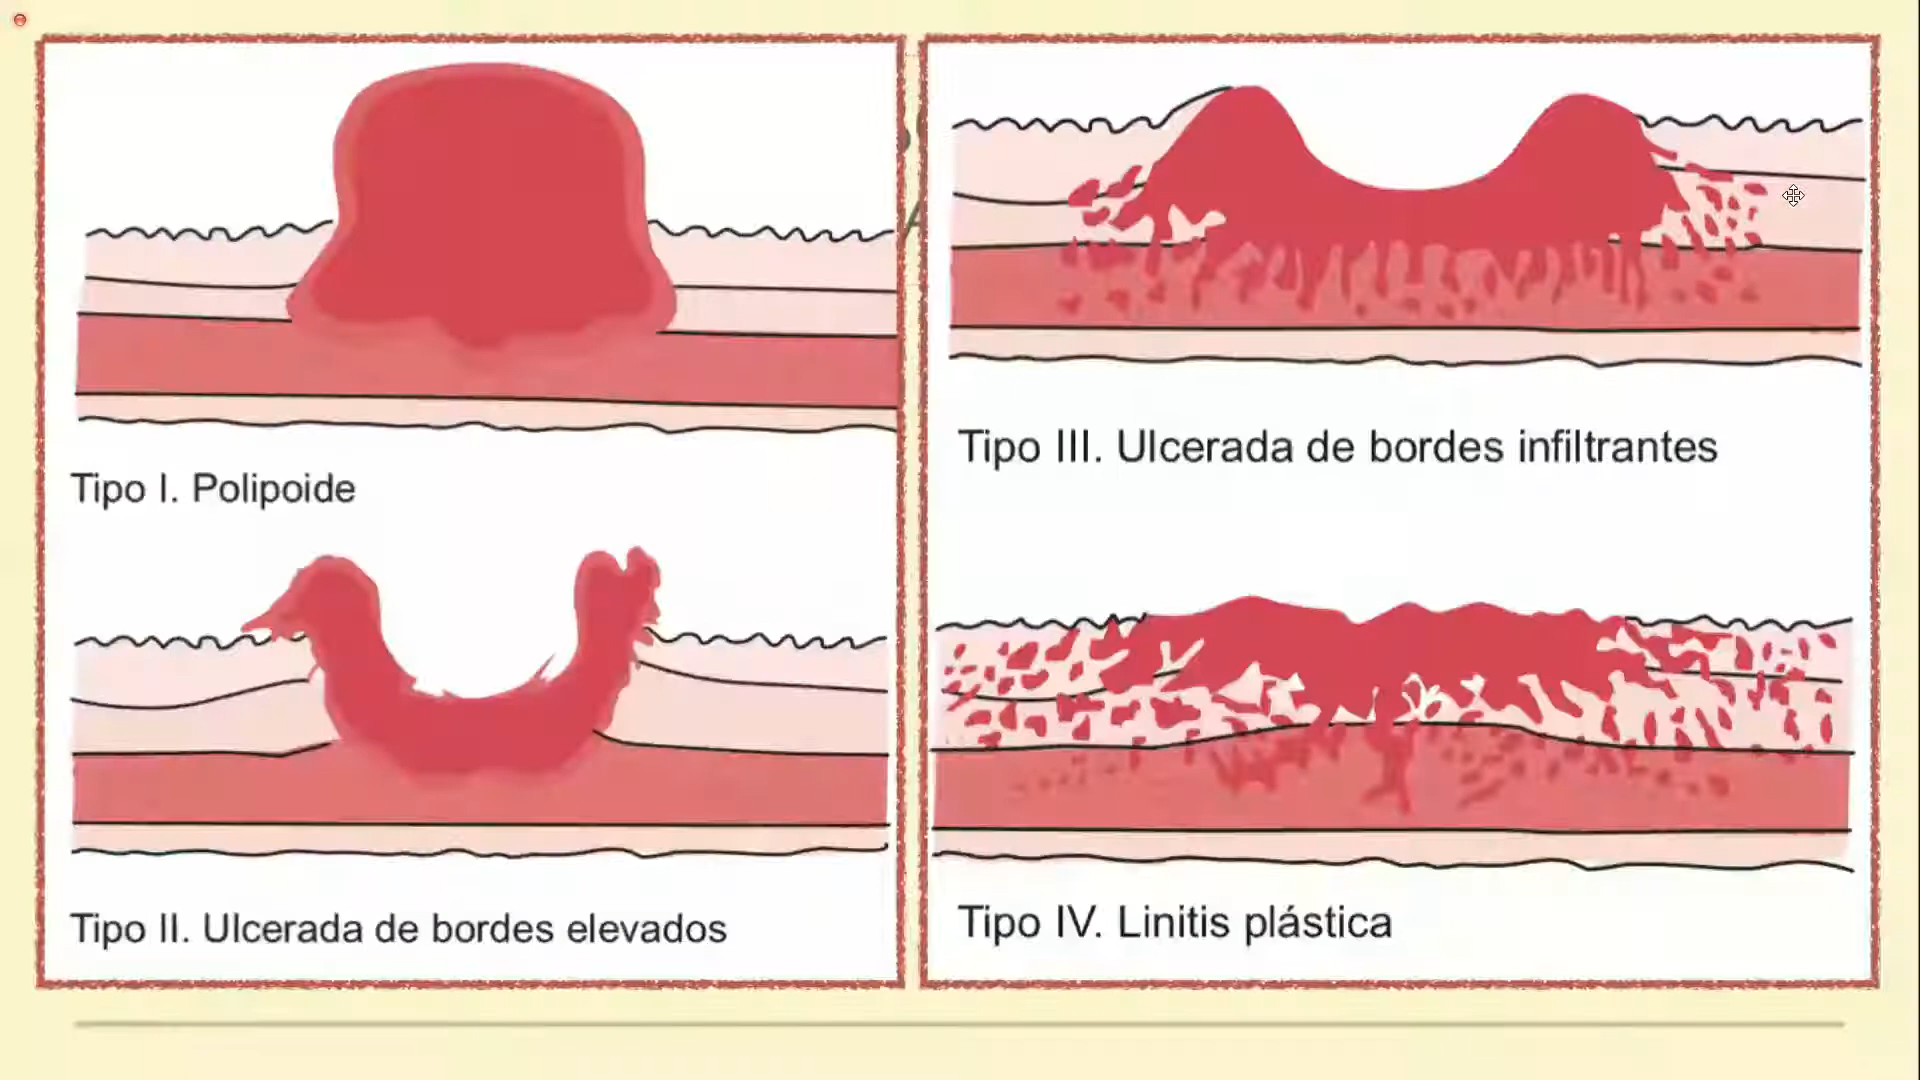 Tipo I. Polipoide
Tipo II. Ulcerada de bordes elevados
Tipo III. Ulcerada de bordes infiltrantes
Tipo IV. Linitis plástica